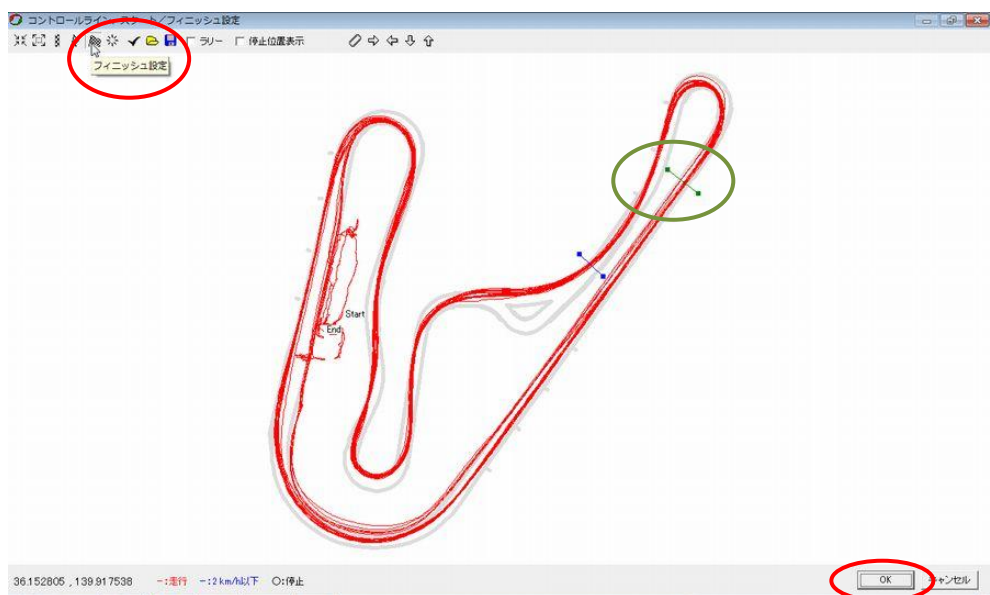 コントロールライン、スタート／フィニッシュ設定
ラリー 停止位置表示
フィニッシュ設定
Start
End
36.152805 , 139.917538 -:走行 -:2km/h以下 ○:停止 OK キャンセル